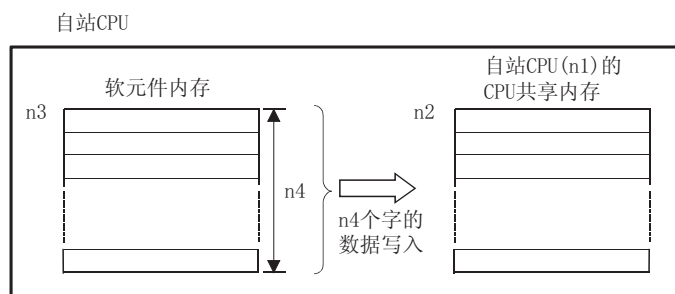 自站CPU
软元件内存
自站CPU(n1)的
CPU共享内存
n3
n2
n4
n4个字的
数据写入